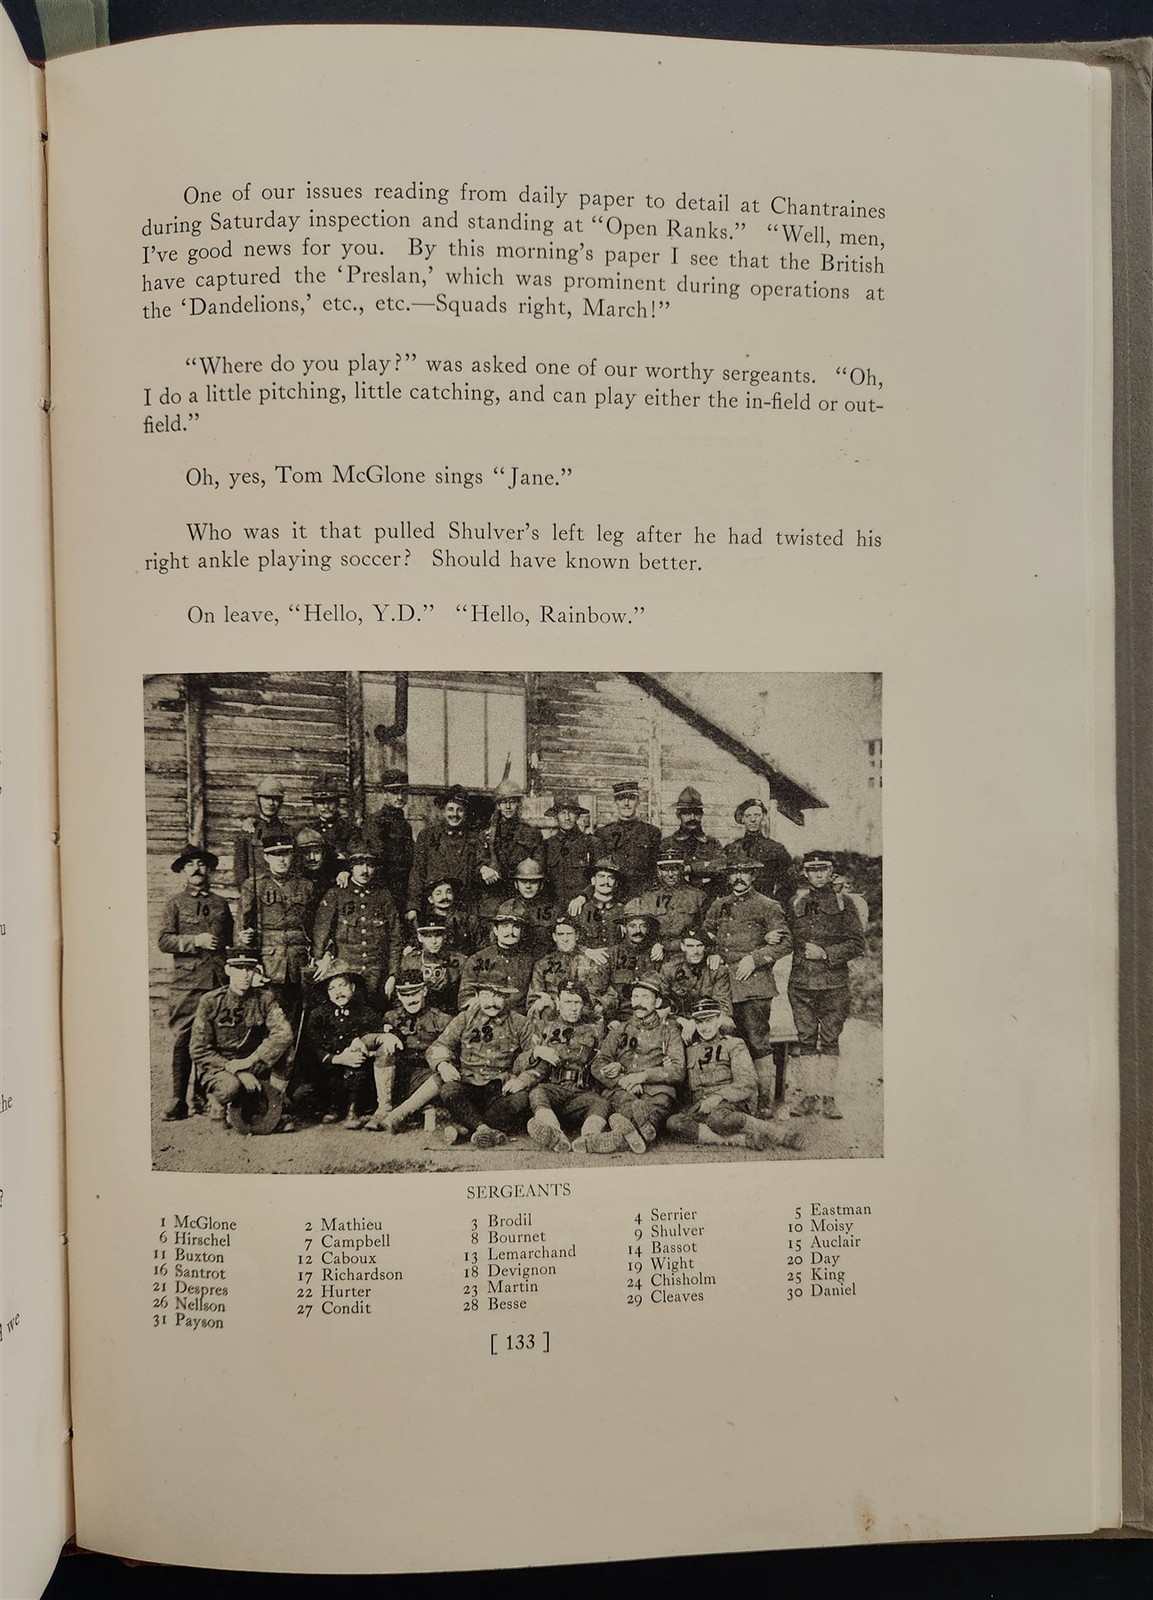 One of our issues reading from daily paper to detail at Chantraines
during Saturday inspection and standing at “Open Ranks.” “Well, men,
I’ve good news for you. By this morning’s paper I see that the British
have captured the ‘Preslan,’ which was prominent during operations at
the ‘Dandelions,’ etc., etc.—Squads right, March!”
“Where do you play?” was asked one of our worthy sergeants. “Oh,
I do a little pitching, little catching, and can play either the in-field or out-
field.”
Oh, yes, Tom McGlone sings “Jane.”
Who was it that pulled Shulver’s left leg after he had twisted his
right ankle playing soccer? Should have known better.
On leave, “Hello, Y.D.” “Hello, Rainbow.”
SERGEANTS
1 McGlone 2 Mathieu 3 Brodil 4 Serrier 5 Eastman
6 Hirschel 7 Campbell 8 Bournet 9 Shulver 10 Moisy
11 Buxton 12 Caboux 13 Lemarchand 14 Bassot 15 Auclair
16 Santrot 17 Richardson 18 Devignon 19 Wight 20 Day
21 Despres 22 Hurter 23 Martin 24 Chisholm 25 King
26 Nellson 27 Condit 28 Besse 29 Cleaves 30 Daniel
31 Payson
[ 133 ]